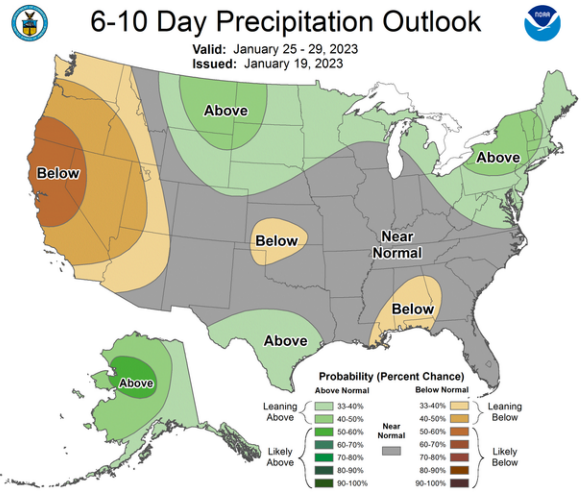 6-10 Day Precipitation Outlook
Valid: January 25 - 29, 2023
Issued: January 19, 2023
NOAA
Above
Below
Above
Below
Near
Normal
Below
Above
Above
Probability (Percent Chance)
Above Normal
Below Normal
Leaning
Above
33-40%
40-50%
Likely
Above
50-60%
60-70%
70-80%
80-90%
90-100%
Near
Normal
33-40%
40-50%
Leaning
Below
50-60%
60-70%
70-80%
80-90%
90-100%
Likely
Below